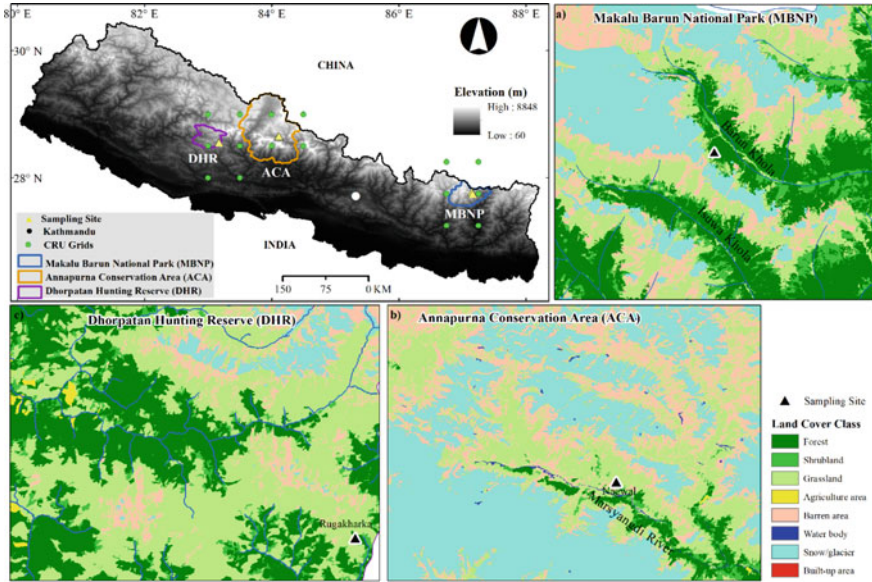 80° E
82° E
84° E
86° E
88° E
30° N
28° N
CHINA
INDIA
Elevation (m)
High : 8848
Low : 60
DHR
ACA
MBNP
Sampling Site
Kathmandu
CRU Grids
Makalu Barun National Park (MBNP)
Annapurna Conservation Area (ACA)
Dhorpatan Hunting Reserve (DHR)
150
75
0 KM
a)
Makalu Barun National Park (MBNP)
Barun Khola
Isuwa Khola
c)
Dhorpatan Hunting Reserve (DHR)
Rugakharka
b)
Annapurna Conservation Area (ACA)
Marsyangdi River
Sampling Site
Land Cover Class
Forest
Shrubland
Grassland
Agriculture area
Barren area
Water body
Snow/glacier
Built-up area